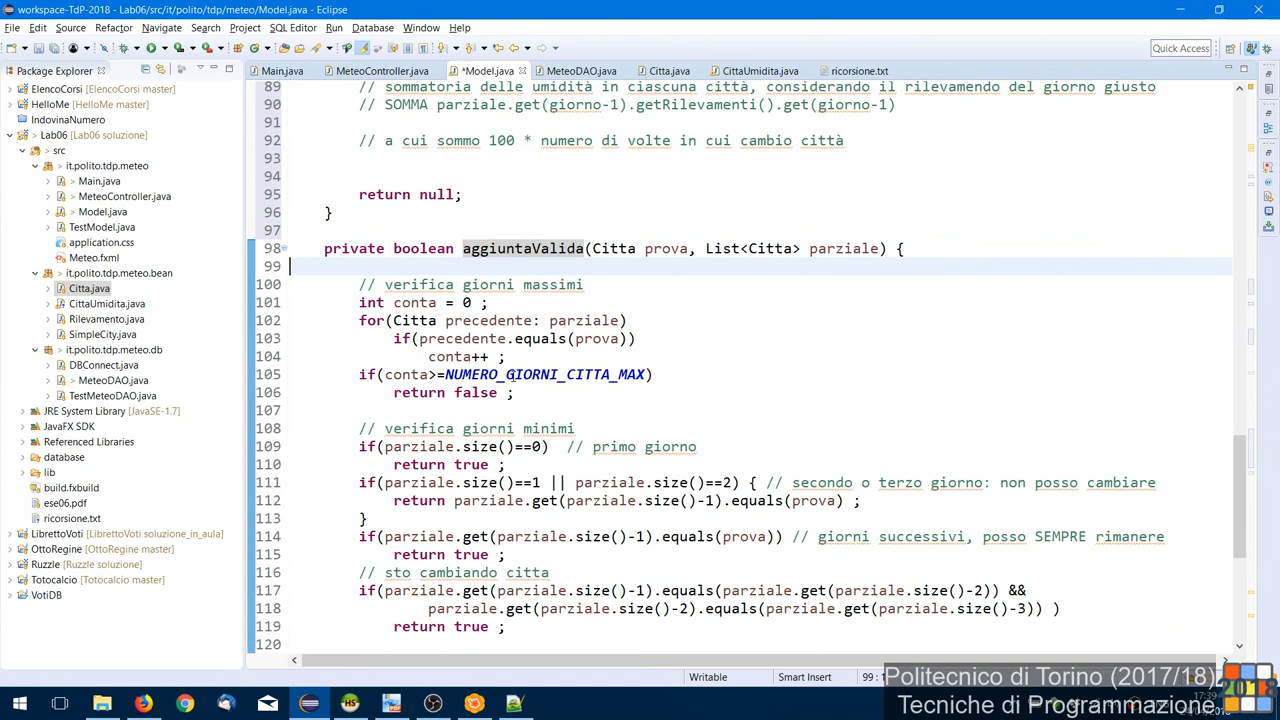 workspace-TdP-2018 - Lab06/src/it/polito/tdp/meteo/Model.java - Eclipse
File Edit Source Refactor Navigate Search Project SQL Editor Run Database Window Help
Quick Access
Package Explorer
Main.java MeteoController.java *Model.java MeteoDAO.java Citta.java CittaUmidita.java ricorsione.txt
ElencoCorsi [ElencoCorsi master]
HelloMe [HelloMe master]
IndovinaNumero
> Lab06 [Lab06 soluzione]
> src
> it.polito.tdp.meteo
> Main.java
> MeteoController.java
> Model.java
TestModel.java
application.css
Meteo.fxml
> it.polito.tdp.meteo.bean
Citta.java
CittaUmidita.java
Rilevamento.java
SimpleCity.java
> it.polito.tdp.meteo.db
DBConnect.java
> MeteoDAO.java
TestMeteoDAO.java
JRE System Library [JavaSE-1.7]
JavaFX SDK
Referenced Libraries
database
lib
build.fxbuild
ese06.pdf
ricorsione.txt
LibrettoVoti [LibrettoVoti soluzione_in_aula]
OttoRegine [OttoRegine master]
Ruzzle [Ruzzle soluzione]
Totocalcio [Totocalcio master]
VotiDB
89 // sommatoria delle umidità in ciascuna città, considerando il rilevamento del giorno giusto
90 // SOMMA parziale.get(giorno-1).getRilevamenti().get(giorno-1)
91
92 // a cui sommo 100 * numero di volte in cui cambio città
93
94
95 return null;
96 }
97
98 private boolean aggiuntaValida(Citta prova, List<Citta> parziale) {
99
100 // verifica giorni massimi
101 int conta = 0 ;
102 for(Citta precedente: parziale)
103 if(precedente.equals(prova))
104 conta++ ;
105 if(conta>=NUMERO_GIORNI_CITTA_MAX)
106 return false ;
107
108 // verifica giorni minimi
109 if(parziale.size()==0) // primo giorno
110 return true ;
111 if(parziale.size()==1 || parziale.size()==2) { // secondo o terzo giorno: non posso cambiare
112 return parziale.get(parziale.size()-1).equals(prova) ;
113 }
114 if(parziale.get(parziale.size()-1).equals(prova)) // giorni successivi, posso SEMPRE rimanere
115 return true ;
116 // sto cambiando citta
117 if(parziale.get(parziale.size()-1).equals(parziale.get(parziale.size()-2)) &&
118 parziale.get(parziale.size()-2).equals(parziale.get(parziale.size()-3)) )
119 return true ;
120
Writable Smart Insert 99 : 1
Politecnico di Torino (2017/18)
Tecniche di Programmazione
2018
17:39